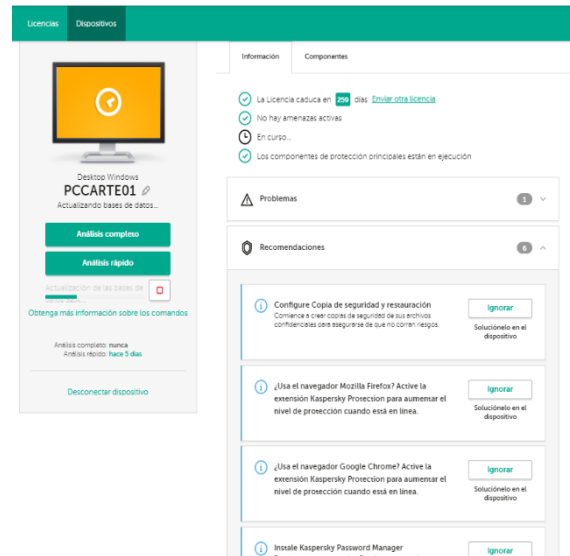 Licencias
Dispositivos
Desktop Windows
PCCARTE01
Actualizando bases de datos...
Análisis completo
Análisis rápido
Actualización de las bases de
Obtenga más información sobre los comandos
Análisis completo: nunca
Análisis rápido: hace 5 días
Desconectar dispositivo
Información
Componentes
La Licencia caduca en 259 días Enviar otra licencia
No hay amenazas activas
En curso...
Los componentes de protección principales están en ejecución
Problemas
1
Recomendaciones
6
Configure Copia de seguridad y restauración
Comience a crear copias de seguridad de sus archivos
confidenciales para asegurarse de que no corran riesgos.
Ignorar
Soluciónelo en el
dispositivo
¿Usa el navegador Mozilla Firefox? Active la
extensión Kaspersky Protection para aumentar el
nivel de protección cuando está en línea.
Ignorar
Soluciónelo en el
dispositivo
¿Usa el navegador Google Chrome? Active la
extensión Kaspersky Protection para aumentar el
nivel de protección cuando está en línea.
Ignorar
Soluciónelo en el
dispositivo
Instale Kaspersky Password Manager
Ignorar